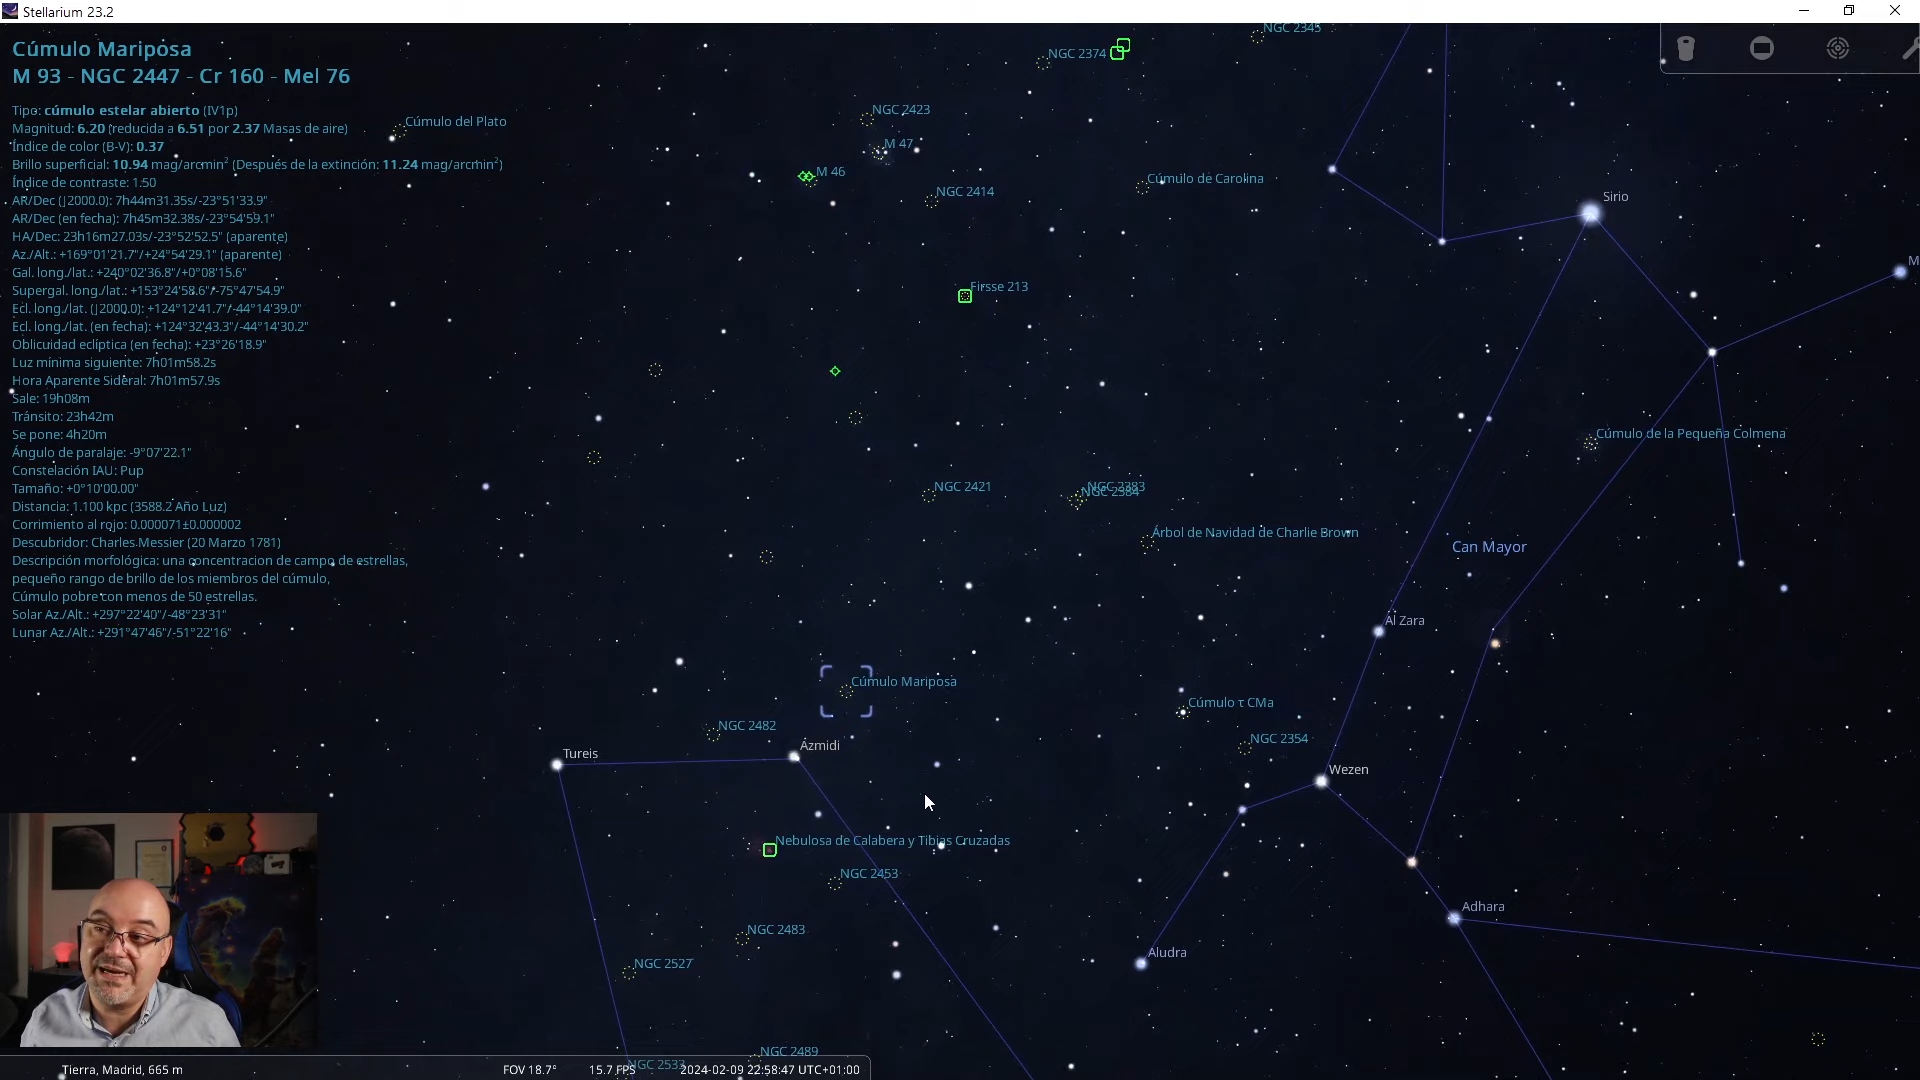 Stellarium 23.2
Cúmulo Mariposa
M 93 - NGC 2447 - Cr 160 - Mel 76
Tipo: cúmulo estelar abierto (IV1p)
Magnitud: 6.20 (reducida a 6.51 por 2.37 Masas de aire)
Índice de color (B-V): 0.37
Brillo superficial: 10.94 mag/arcmin² (Después de la extinción: 11.24 mag/arcmin²)
Índice de contraste: 1.50
AR/Dec (J2000.0): 7h44m31.35s/-23°51'33.9"
AR/Dec (en fecha): 7h45m32.38s/-23°54'59.1"
HA/Dec: 23h16m27.03s/-23°52'52.5" (aparente)
Az./Alt.: +169°01'21.7"/+24°54'29.1" (aparente)
Gal. long./lat.: +240°02'36.8"/+0°08'15.6"
Supergal. long./lat.: +153°24'58.6"/-75°47'54.9"
Ecl. long./lat. (J2000.0): +124°12'41.7"/-44°14'39.0"
Ecl. long./lat. (en fecha): +124°32'43.3"/-44°14'30.2"
Oblicuidad eclíptica (en fecha): +23°26'18.9"
Luz mínima siguiente: 7h01m58.2s
Hora Aparente Sideral: 7h01m57.9s
Sale: 19h08m
Tránsito: 23h42m
Se pone: 4h20m
Ángulo de paralaje: -9°07'22.1"
Constelación IAU: Pup
Tamaño: +0°10'00.00"
Distancia: 1.100 kpc (3588.2 Año Luz)
Corrimiento al rojo: 0.000071±0.000002
Descubridor: Charles Messier (20 Marzo 1781)
Descripción morfológica: una concentracion de campo de estrellas,
pequeño rango de brillo de los miembros del cúmulo,
Cúmulo pobre con menos de 50 estrellas.
Solar Az./Alt.: +297°22'40"/-48°23'31"
Lunar Az./Alt.: +291°47'46"/-51°22'16"
NGC 2345
NGC 2374
NGC 2423
Cúmulo del Plato
M 47
M 46
Cúmulo de Carolina
NGC 2414
Sirio
M
Firsse 213
Cúmulo de la Pequeña Colmena
NGC 2421
NGC 2383
NGC 2384
Árbol de Navidad de Charlie Brown
Can Mayor
Al Zara
Cúmulo Mariposa
Cúmulo τ CMa
NGC 2482
NGC 2354
Azmidi
Tureis
Wezen
Nebulosa de Calabera y Tibias Cruzadas
NGC 2453
Adhara
NGC 2483
Aludra
NGC 2527
NGC 2489
NGC 2533
Tierra, Madrid, 665 m
FOV 18.7°
15.7 FPS
2024-02-09 22:58:47 UTC+01:00